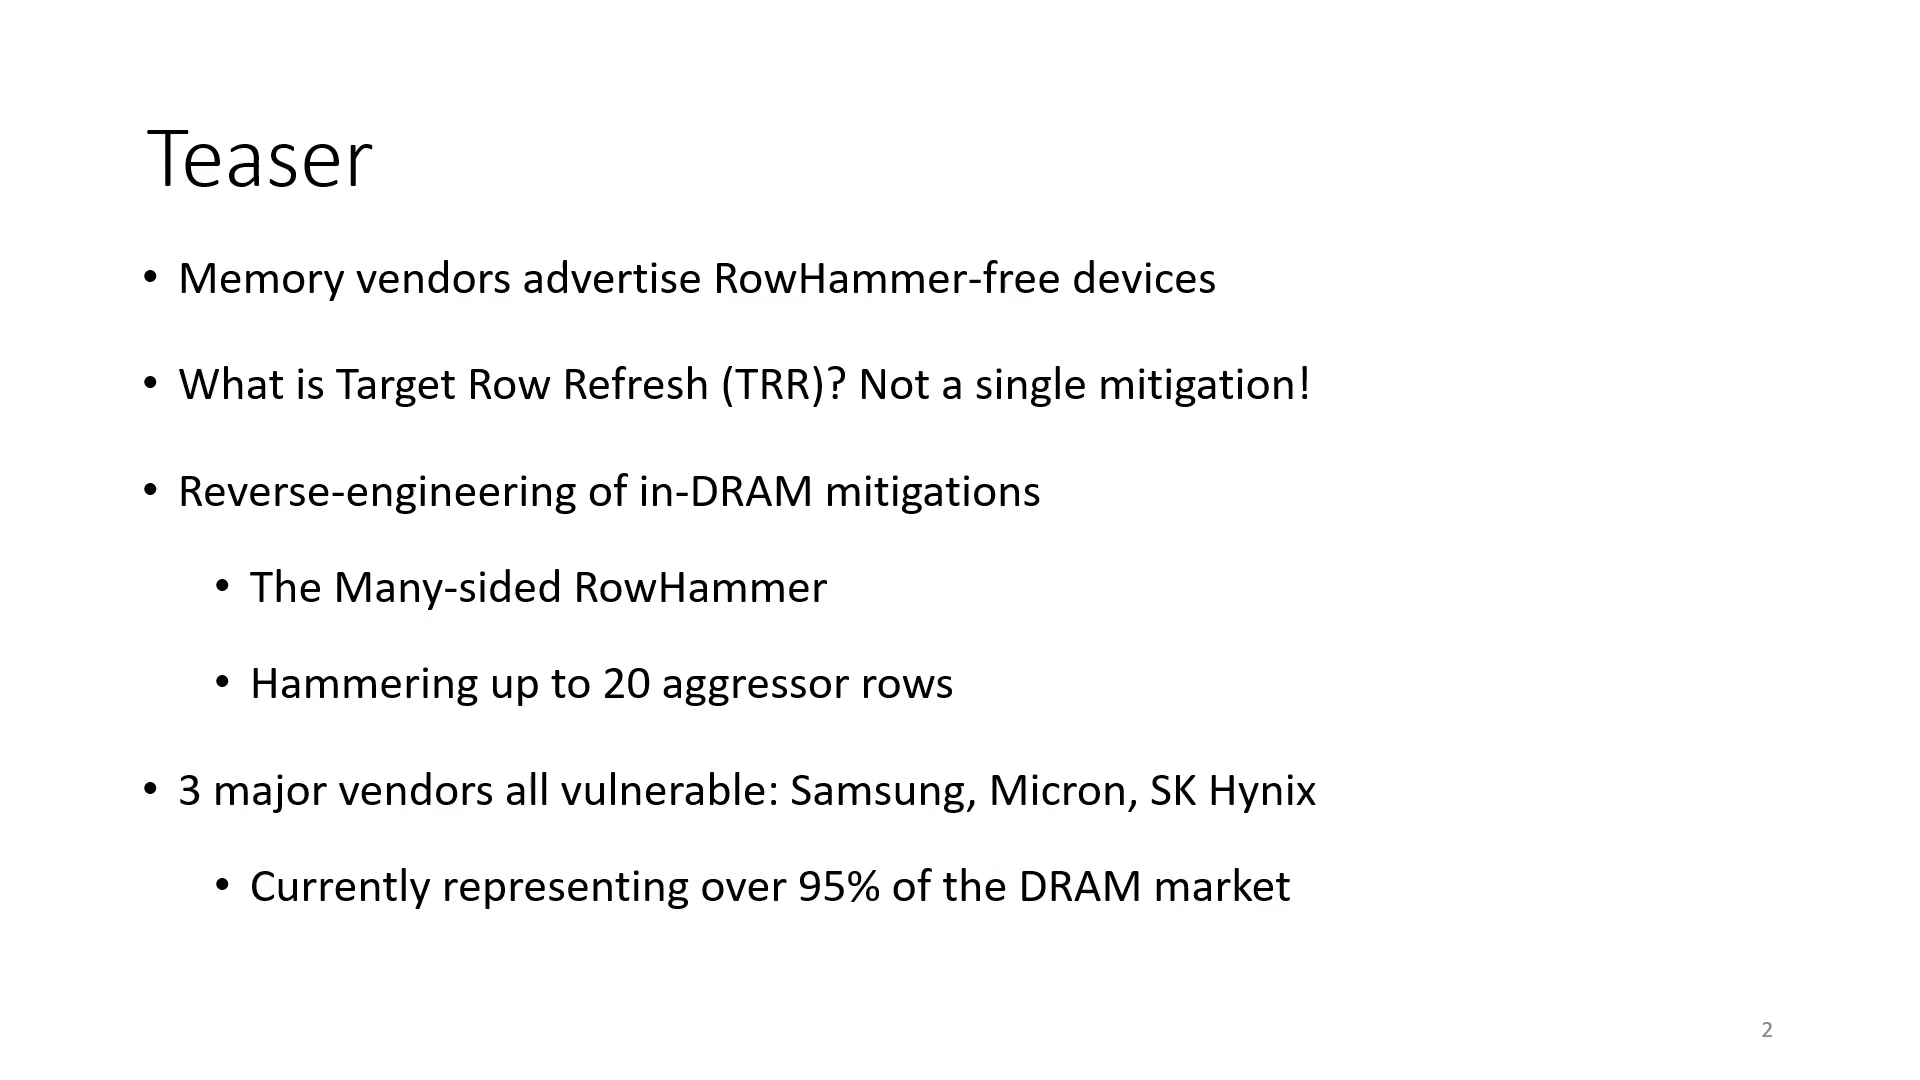 Teaser
• Memory vendors advertise RowHammer-free devices
• What is Target Row Refresh (TRR)? Not a single mitigation!
• Reverse-engineering of in-DRAM mitigations
• The Many-sided RowHammer
• Hammering up to 20 aggressor rows
• 3 major vendors all vulnerable: Samsung, Micron, SK Hynix
• Currently representing over 95% of the DRAM market
2